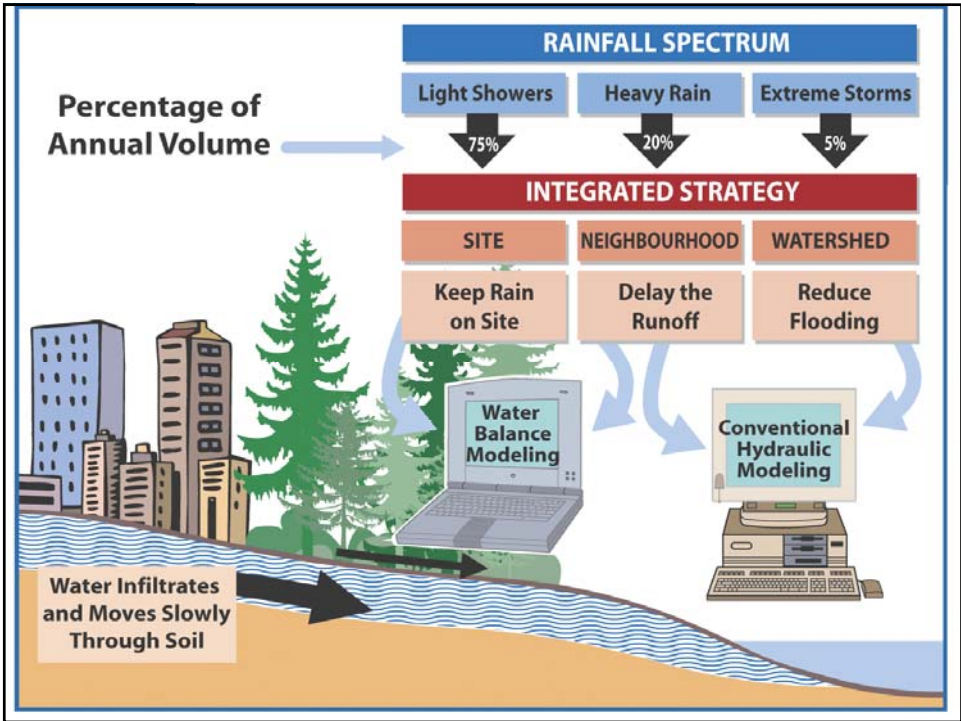 RAINFALL SPECTRUM
Light Showers
Heavy Rain
Extreme Storms
Percentage of
Annual Volume
75%
20%
5%
INTEGRATED STRATEGY
SITE
NEIGHBOURHOOD
WATERSHED
Keep Rain
on Site
Delay the
Runoff
Reduce
Flooding
Water
Balance
Modeling
Conventional
Hydraulic
Modeling
Water Infiltrates
and Moves Slowly
Through Soil